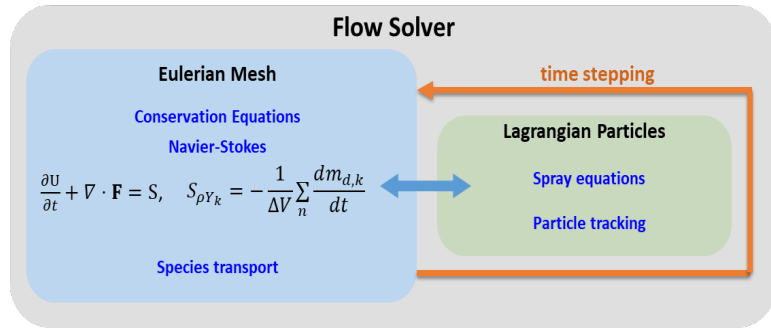 Flow Solver
Eulerian Mesh
Conservation Equations
Navier-Stokes
∂U/∂t + ∇ · F = S, S_{ρY_k} = −1/ΔV ∑_n dm_{d,k}/dt
Species transport
time stepping
Lagrangian Particles
Spray equations
Particle tracking